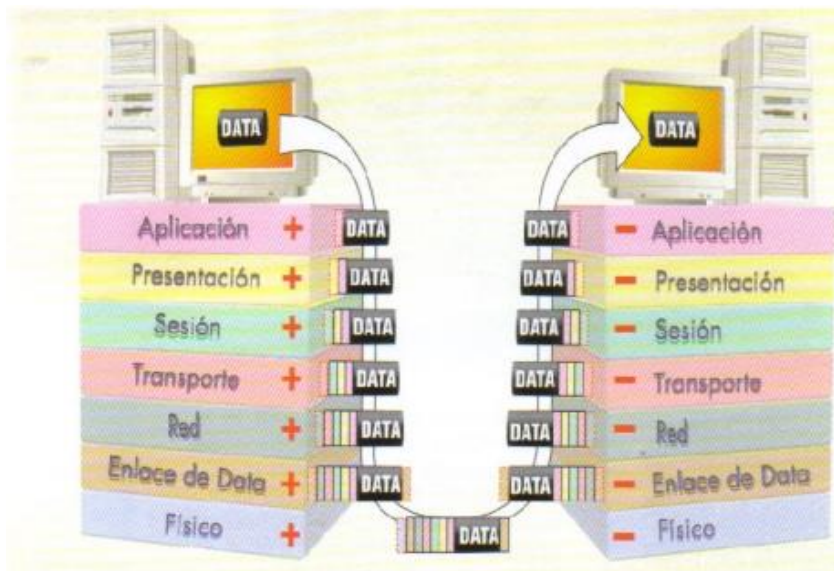 DATA DATA
Aplicación + DATA DATA - Aplicación
Presentación + DATA DATA - Presentación
Sesión + DATA DATA - Sesión
Transporte + DATA DATA - Transporte
Red + DATA DATA - Red
Enlace de Data + DATA DATA - Enlace de Data
Físico + DATA - Físico